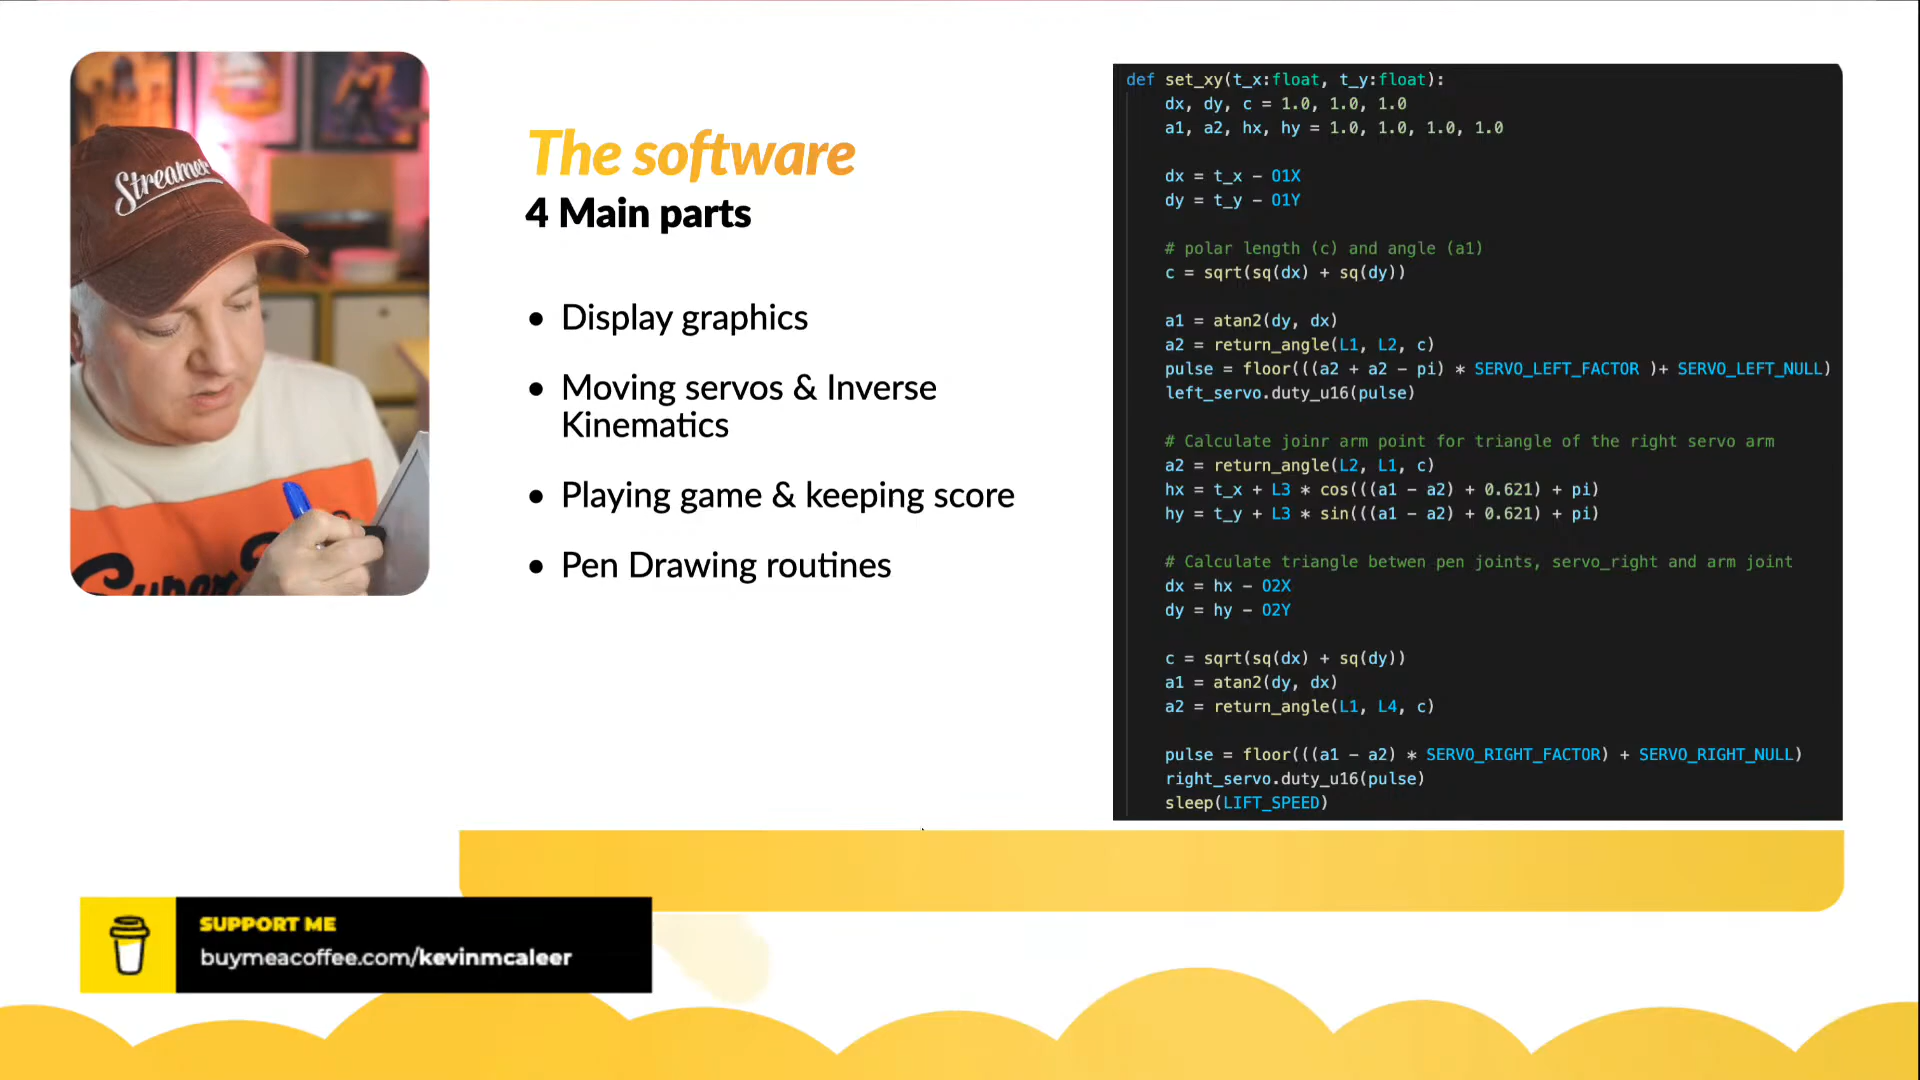 Streamer
The software
4 Main parts
• Display graphics
• Moving servos & Inverse
Kinematics
• Playing game & keeping score
• Pen Drawing routines
def set_xy(t_x:float, t_y:float):
dx, dy, c = 1.0, 1.0, 1.0
a1, a2, hx, hy = 1.0, 1.0, 1.0, 1.0
dx = t_x - O1X
dy = t_y - O1Y
# polar length (c) and angle (a1)
c = sqrt(sq(dx) + sq(dy))
a1 = atan2(dy, dx)
a2 = return_angle(L1, L2, c)
pulse = floor(((a2 + a2 - pi) * SERVO_LEFT_FACTOR )+ SERVO_LEFT_NULL)
left_servo.duty_u16(pulse)
# Calculate joinr arm point for triangle of the right servo arm
a2 = return_angle(L2, L1, c)
hx = t_x + L3 * cos(((a1 - a2) + 0.621) + pi)
hy = t_y + L3 * sin(((a1 - a2) + 0.621) + pi)
# Calculate triangle betwen pen joints, servo_right and arm joint
dx = hx - O2X
dy = hy - O2Y
c = sqrt(sq(dx) + sq(dy))
a1 = atan2(dy, dx)
a2 = return_angle(L1, L4, c)
pulse = floor(((a1 - a2) * SERVO_RIGHT_FACTOR) + SERVO_RIGHT_NULL)
right_servo.duty_u16(pulse)
sleep(LIFT_SPEED)
SUPPORT ME
buymeacoffee.com/kevinmcaleer